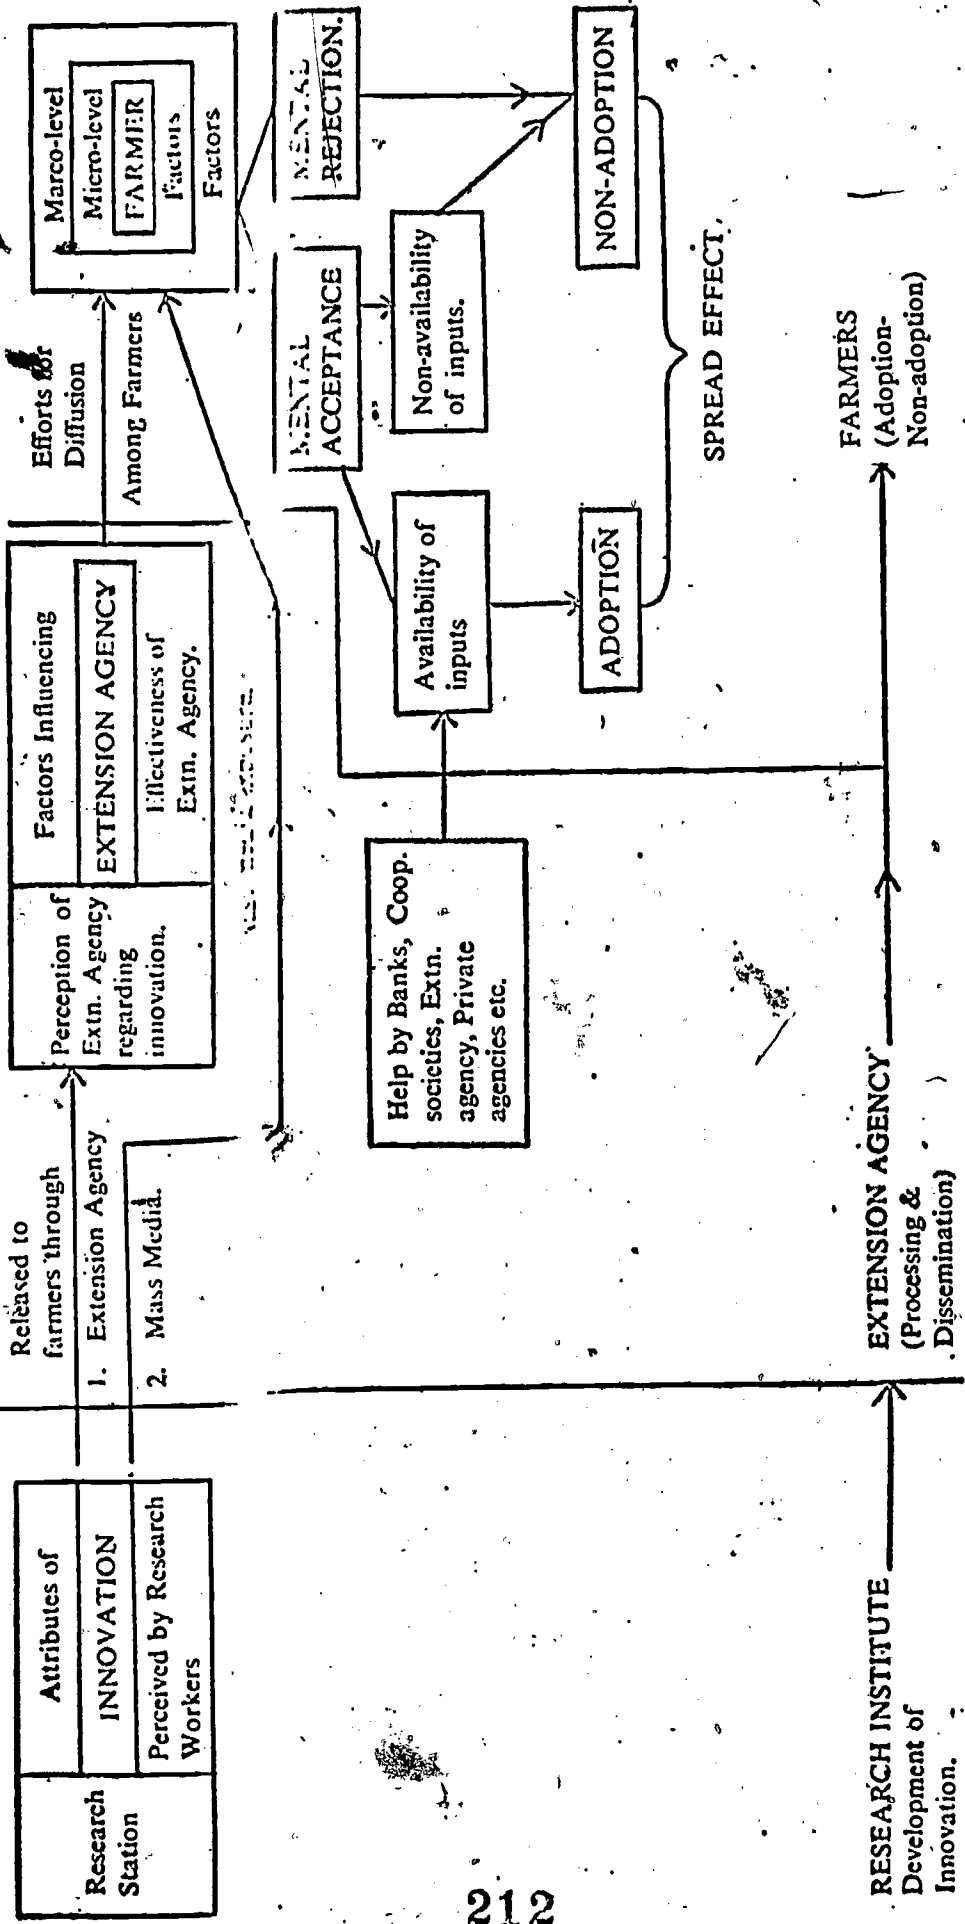 Research
Station
Attributes of
INNOVATION
Perceived by Research
Workers
Released to
farmers through
1. Extension Agency
2. Mass Media.
Perception of
Extn. Agency
regarding
innovation.
Factors Influencing
EXTENSION AGENCY
Effectiveness of
Extn. Agency.
Efforts for
Diffusion
Among Farmers
Marco-level
Micro-level
FARMER
Factors
Factors
MENTAL
ACCEPTANCE
MENTAL
REJECTION.
Help by Banks, Coop.
societies, Extn.
agency, Private
agencies etc.
Availability of
inputs
Non-availability
of inputs.
ADOPTION
NON-ADOPTION
SPREAD EFFECT.
RESEARCH INSTITUTE
Development of
Innovation.
EXTENSION AGENCY
(Processing &
Dissemination)
FARMERS
(Adoption-
Non-adoption)
212